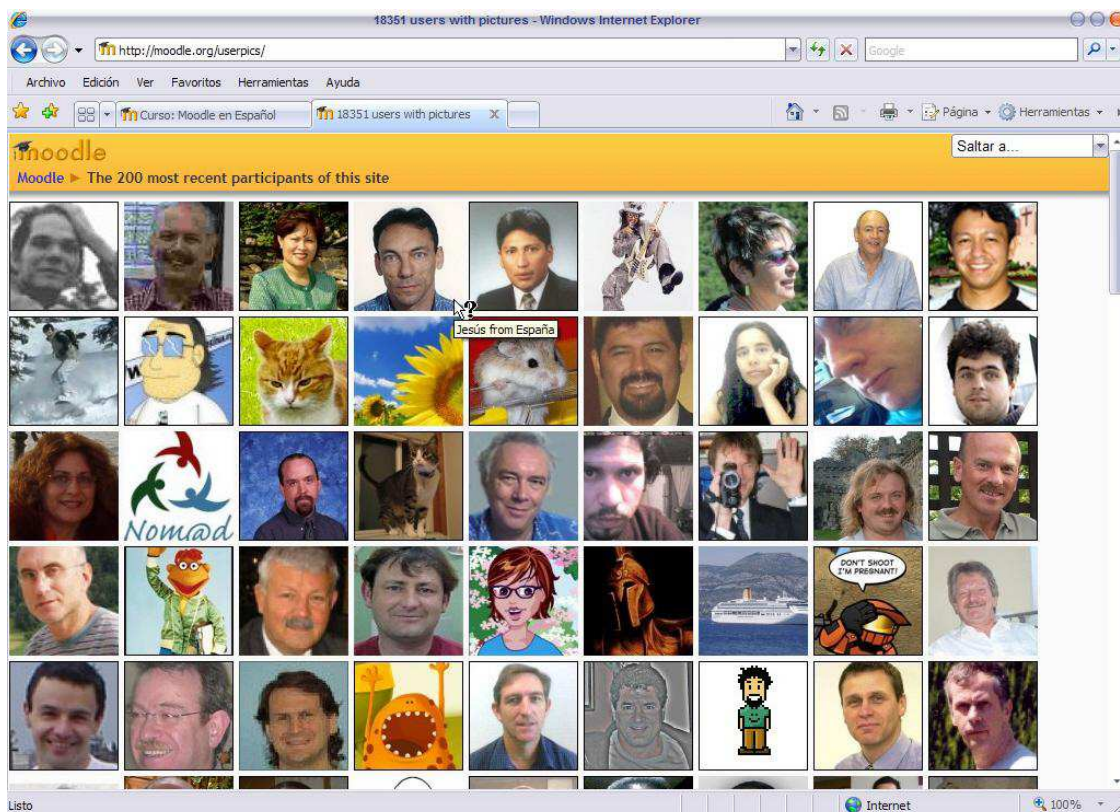 18351 users with pictures - Windows Internet Explorer
http://moodle.org/userpics/
Google
Archivo Edición Ver Favoritos Herramientas Ayuda
Curso: Moodle en Español
18351 users with pictures X
Página
Herramientas
moodle
Saltar a...
Moodle ► The 200 most recent participants of this site
Jesús from España
W
Nom@d
DON'T SHOOT
I'M PREGNANT!
Listo
Internet
100%